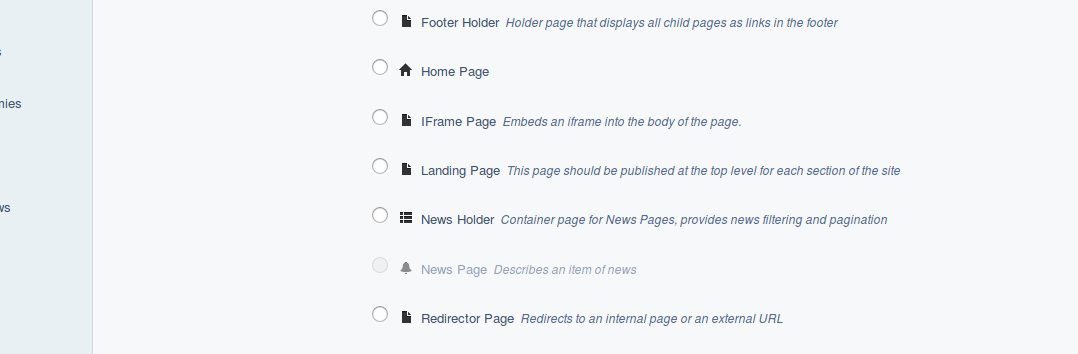 Footer Holder Holder page that displays all child pages as links in the footer
Home Page
IFrame Page Embeds an iframe into the body of the page.
Landing Page This page should be published at the top level for each section of the site
News Holder Container page for News Pages, provides news filtering and pagination
News Page Describes an item of news
Redirector Page Redirects to an internal page or an external URL